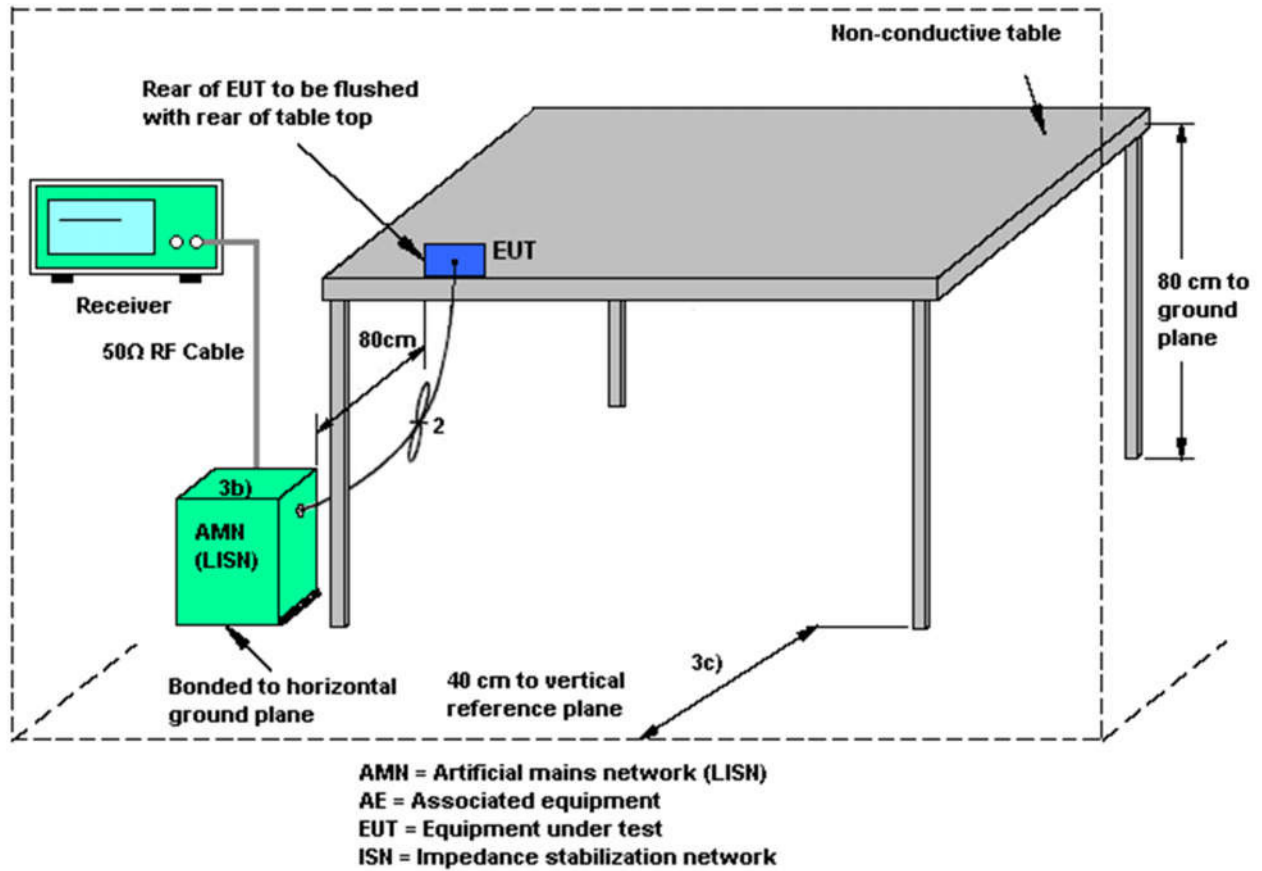 Non-conductive table
Rear of EUT to be flushed
with rear of table top
EUT
Receiver
80 cm to
ground
plane
80cm
50Ω RF Cable
2
3b)
AMN
(LISN)
3c)
Bonded to horizontal
ground plane
40 cm to vertical
reference plane
AMN = Artificial mains network (LISN)
AE = Associated equipment
EUT = Equipment under test
ISN = Impedance stabilization network